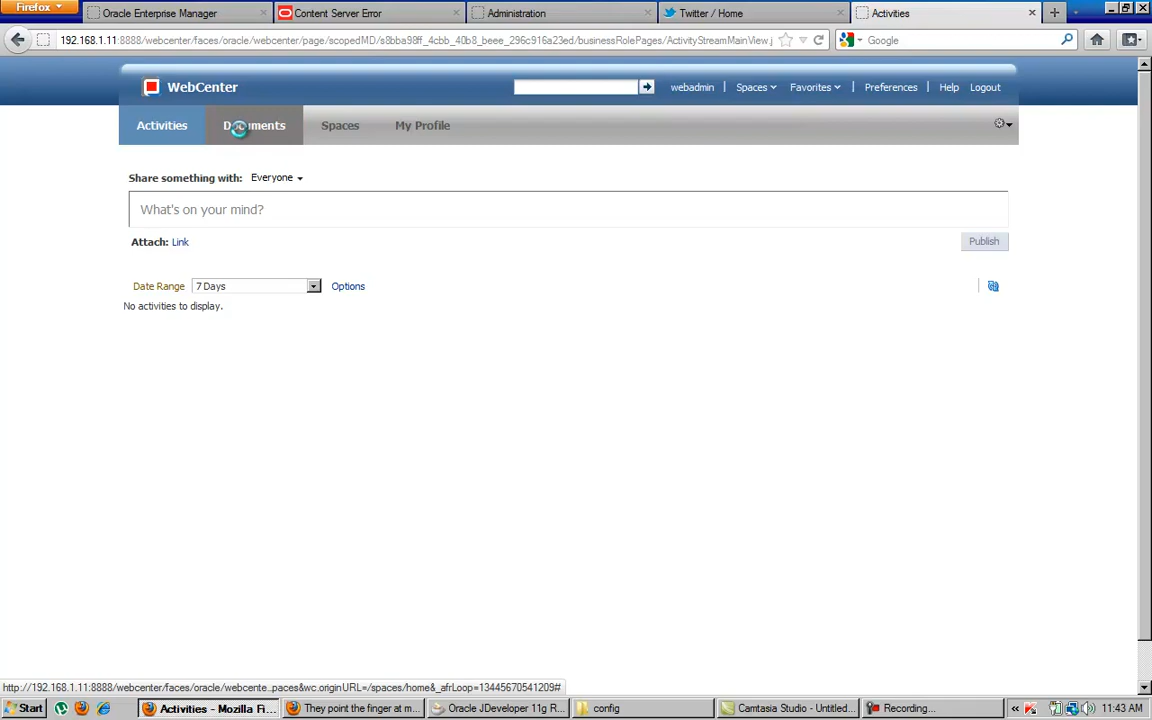 Firefox
Oracle Enterprise Manager
Content Server Error
Administration
Twitter / Home
Activities
192.168.1.11:8888/webcenter/faces/oracle/webcenter/page/scopedMD/s8bba98ff_4cbb_40b8_beee_296c916a23ed/businessRolePages/ActivityStreamMainView.j
Google
WebCenter
webadmin
Spaces
Favorites
Preferences
Help
Logout
Activities
Documents
Spaces
My Profile
Share something with: Everyone
What's on your mind?
Attach: Link
Publish
Date Range
7 Days
Options
No activities to display.
http://192.168.1.11:8888/webcenter/faces/oracle/webcente..paces&wc.originURL=/spaces/home&_afrLoop=13445670541209#
Start
Activities - Mozilla Fi...
They point the finger at m...
Oracle JDeveloper 11g R...
config
Camtasia Studio - Untitled...
Recording...
11:43 AM